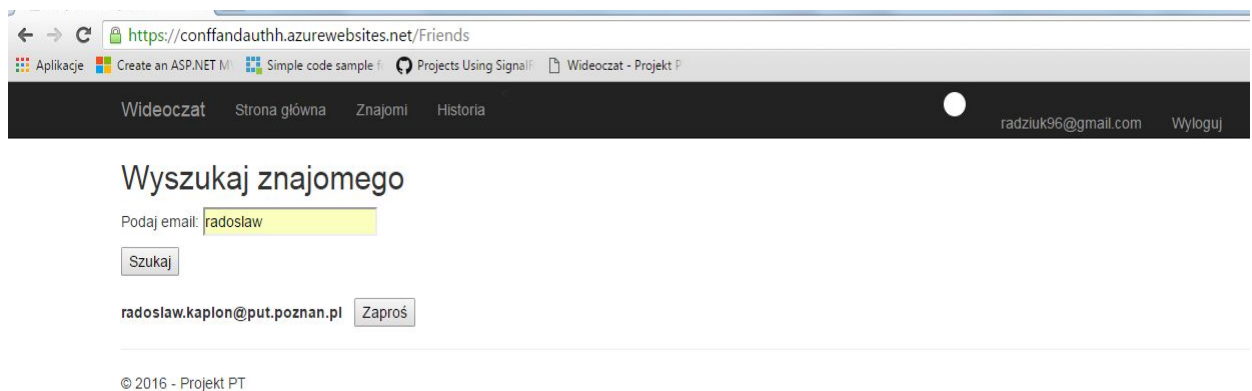 https://conffandauthh.azurewebsites.net/Friends
Aplikacje Create an ASP.NET M Simple code sample f Projects Using SignalR Wideoczat - Projekt P
Wideoczat Strona główna Znajomi Historia radziuk96@gmail.com Wyloguj
Wyszukaj znajomego
Podaj email: radoslaw
Szukaj
radoslaw.kaplon@put.poznan.pl Zaproś
© 2016 - Projekt PT